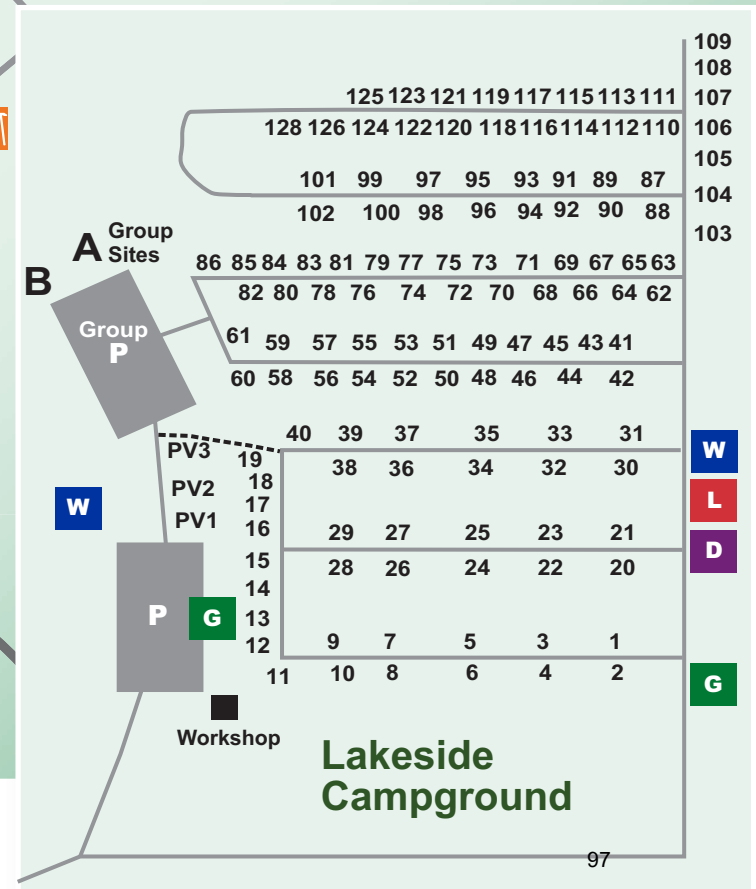 109
108
125 123 121 119 117 115 113 111 107
128 126 124 122 120 118 116 114 112 110 106
105
101 99 97 95 93 91 89 87
104
102 100 98 96 94 92 90 88
103
A Group
Sites
B
86 85 84 83 81 79 77 75 73 71 69 67 65 63
82 80 78 76 74 72 70 68 66 64 62
Group
P
61 59 57 55 53 51 49 47 45 43 41
60 58 56 54 52 50 48 46 44 42
40 39 37 35 33 31
PV3
W
19 38 36 34 32 30
18
PV2
L
17
W
PV1
16 29 27 25 23 21
D
15 28 26 24 22 20
14
P
G
13
12 9 7 5 3 1
11 10 8 6 4 2
G
Workshop
Lakeside
Campground
97